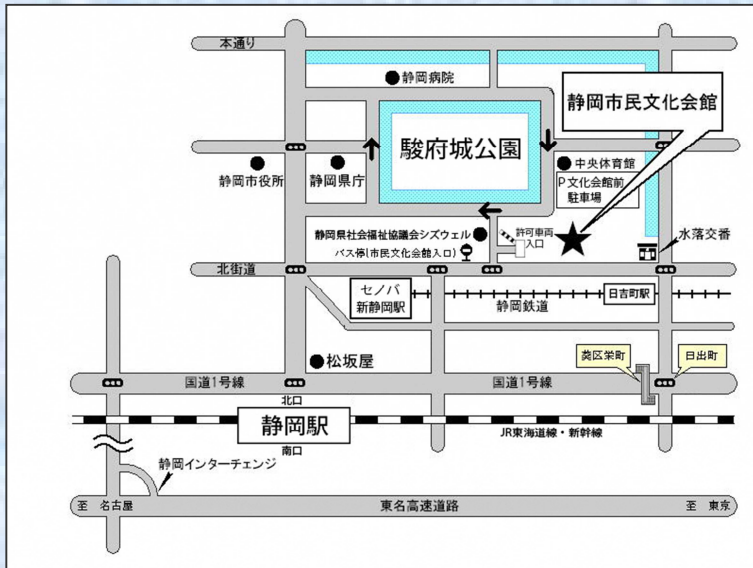 本通り
静岡病院
静岡市民文化会館
駿府城公園
静岡市役所
静岡県庁
中央体育館
P文化会館前
駐車場
静岡県社会福祉協議会シズウェル
バス停(市民文化会館入口)
許可車両
入口
水落交番
北街道
セノバ
新静岡駅
日吉町駅
静岡鉄道
松坂屋
葵区栄町
日出町
国道1号線
国道1号線
北口
静岡駅
南口
JR東海道線・新幹線
静岡インターチェンジ
至 名古屋
東名高速道路
至 東京